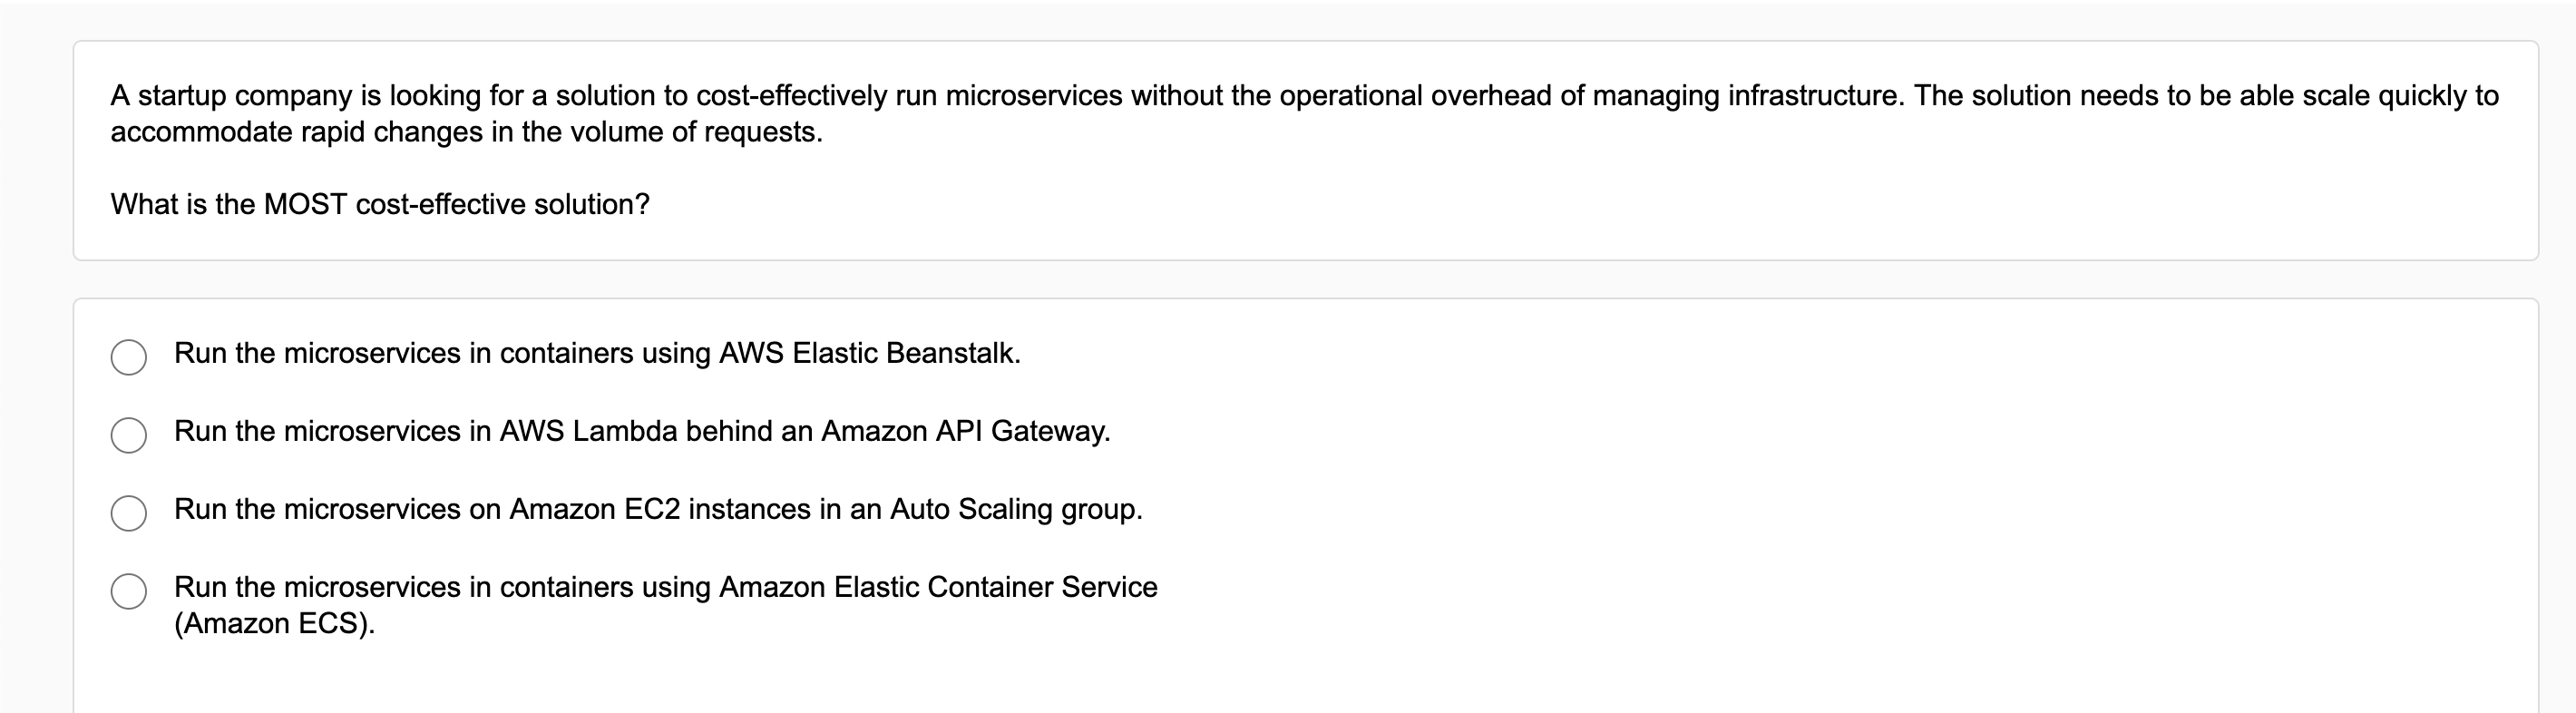 A startup company is looking for a solution to cost-effectively run microservices without the operational overhead of managing infrastructure. The solution needs to be able scale quickly to
accommodate rapid changes in the volume of requests.
What is the MOST cost-effective solution?
Run the microservices in containers using AWS Elastic Beanstalk.
Run the microservices in AWS Lambda behind an Amazon API Gateway.
Run the microservices on Amazon EC2 instances in an Auto Scaling group.
Run the microservices in containers using Amazon Elastic Container Service
(Amazon ECS).